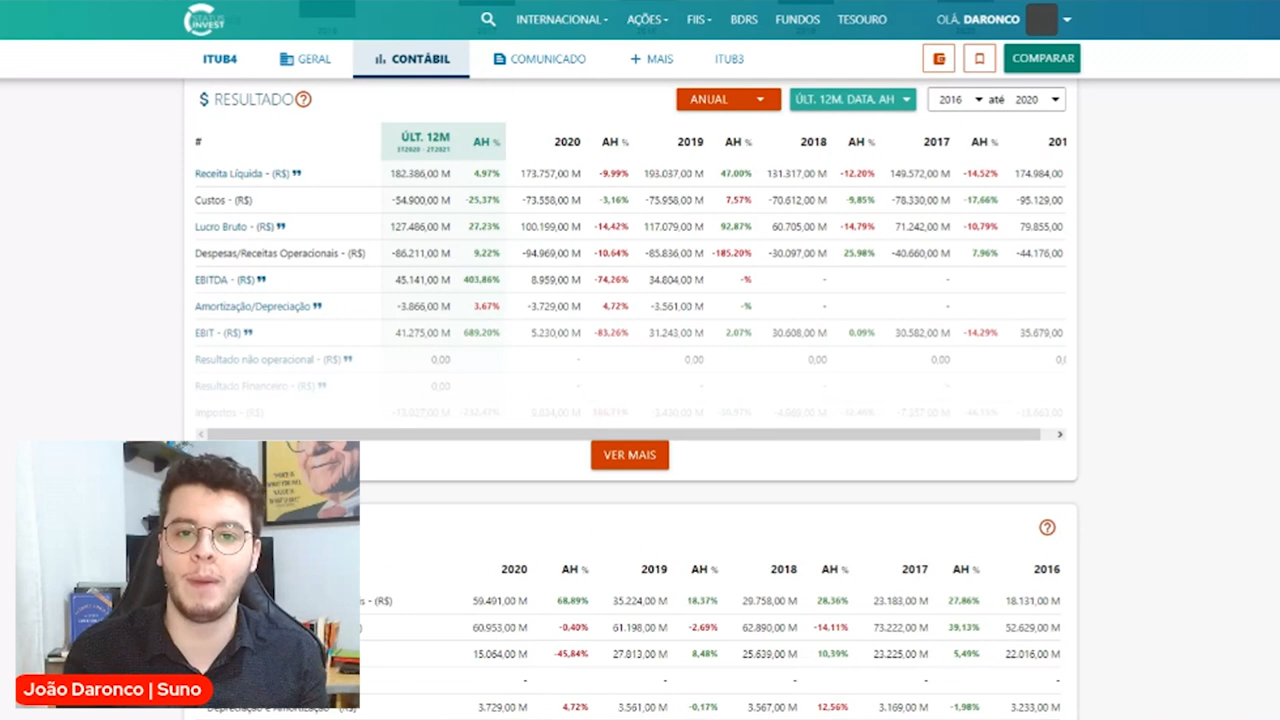 STATUS INVEST
INTERNACIONAL AÇÕES FIIS BDRS FUNDOS TESOURO OLÁ, DARONCO
ITUB4 GERAL CONTÁBIL COMUNICADO + MAIS ITUB3 COMPARAR
$ RESULTADO ? ANUAL ÚLT. 12M, DATA, AH 2016 até 2020
# ÚLT. 12M AH % 2020 AH % 2019 AH % 2018 AH % 2017 AH % 201
3T2020 - 2T2021
Receita Líquida - (R$) 182.386,00 M 4,97% 173.757,00 M -9,99% 193.037,00 M 47,00% 131.317,00 M -12,20% 149.572,00 M -14,52% 174.984,00
Custos - (R$) -54.900,00 M -25,37% -73.558,00 M -3,16% -75.958,00 M 7,57% -70.612,00 M -9,85% -78.330,00 M -17,66% -95.129,00
Lucro Bruto - (R$) 127.486,00 M 27,23% 100.199,00 M -14,42% 117.079,00 M 92,87% 60.705,00 M -14,79% 71.242,00 M -10,79% 79.855,00
Despesas/Receitas Operacionais - (R$) -86.211,00 M 9,22% -94.969,00 M -10,64% -85.836,00 M -185,20% -30.097,00 M 25,98% -40.660,00 M 7,96% -44.176,00
EBITDA - (R$) 45.141,00 M 403,86% 8.959,00 M -74,26% 34.804,00 M -% - -
Amortização/Depreciação -3.866,00 M 3,67% -3.729,00 M 4,72% -3.561,00 M -% - -
EBIT - (R$) 41.275,00 M 689,20% 5.230,00 M -83,26% 31.243,00 M 2,07% 30.608,00 M 0,09% 30.582,00 M -14,29% 35.679,00
Resultado não operacional - (R$) 0,00 - 0,00 0,00 0,00
Resultado Financeiro - (R$) 0,00 - - - -
Impostos - (R$)
VER MAIS
?
2020 AH % 2019 AH % 2018 AH % 2017 AH % 2016
s - (R$) 59.491,00 M 68,89% 35.224,00 M 18,37% 29.758,00 M 28,36% 23.183,00 M 27,86% 18.131,00 M
60.953,00 M -0,40% 61.198,00 M -2,69% 62.890,00 M -14,11% 73.222,00 M 39,13% 52.629,00 M
15.064,00 M -45,84% 27.813,00 M 8,48% 25.639,00 M 10,39% 23.225,00 M 5,49% 22.016,00 M
- - - - -
Depreciação e Amortização - (R$) 3.729,00 M 4,72% 3.561,00 M -0,17% 3.567,00 M 12,56% 3.169,00 M -1,98% 3.233,00 M
João Daronco | Suno